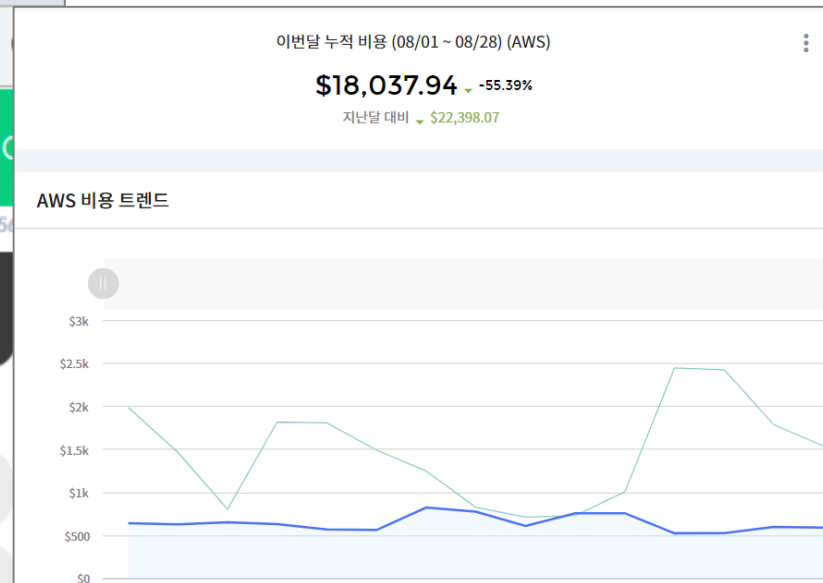 이번달 누적 비용 (08/01 ~ 08/28) (AWS)
$18,037.94 -55.39%
지난달 대비 $22,398.07
AWS 비용 트렌드
$3k
$2.5k
$2k
$1.5k
$1k
$500
$0